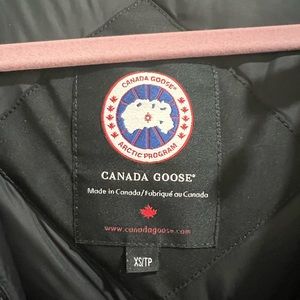 CANADA GOOSE
ARCTIC PROGRAM
CANADA GOOSE®
Made in Canada/Fabriqué au Canada
www.canadagoose.com
XS/TP